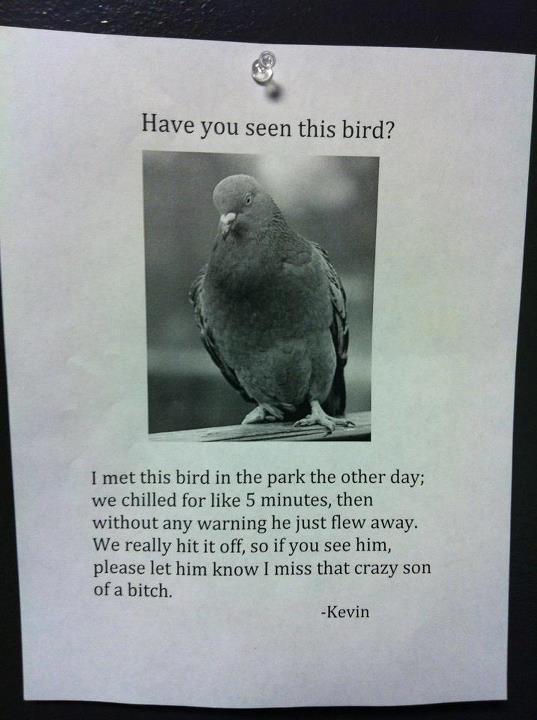 Have you seen this bird?
I met this bird in the park the other day;
we chilled for like 5 minutes, then
without any warning he just flew away.
We really hit it off, so if you see him,
please let him know I miss that crazy son
of a bitch.
-Kevin